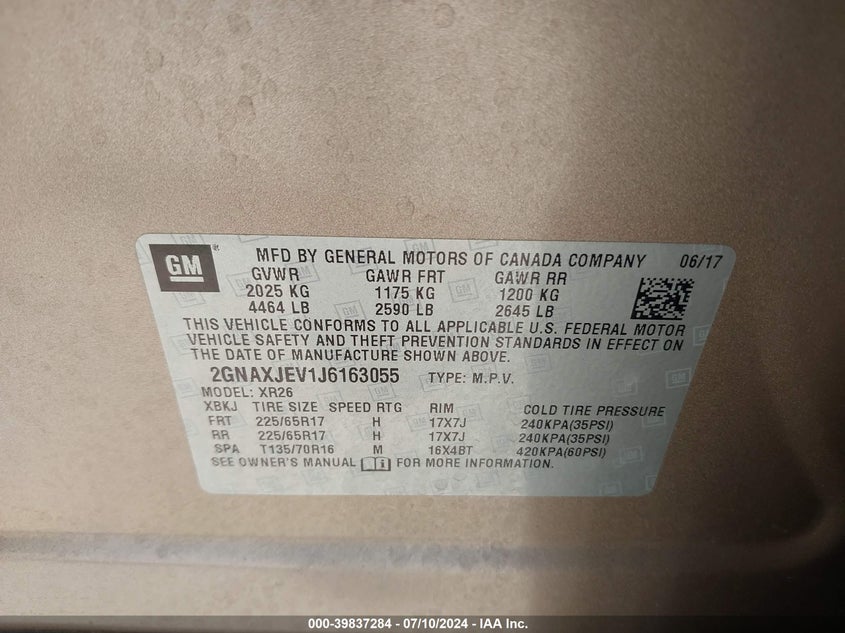 GM
MFD BY GENERAL MOTORS OF CANADA COMPANY 06/17
GVWR GAWR FRT GAWR RR
2025 KG 1175 KG 1200 KG
4464 LB 2590 LB 2645 LB
THIS VEHICLE CONFORMS TO ALL APPLICABLE U.S. FEDERAL MOTOR
VEHICLE SAFETY AND THEFT PREVENTION STANDARDS IN EFFECT ON
THE DATE OF MANUFACTURE SHOWN ABOVE.
2GNAXJEV1J6163055 TYPE: M.P.V.
MODEL: XR26
XBKJ TIRE SIZE SPEED RTG RIM COLD TIRE PRESSURE
FRT 225/65R17 H 17X7J 240KPA(35PSI)
RR 225/65R17 H 17X7J 240KPA(35PSI)
SPA T135/70R16 M 16X4BT 420KPA(60PSI)
SEE OWNER'S MANUAL FOR MORE INFORMATION.
000-39837284 - 07/10/2024 - IAA Inc.